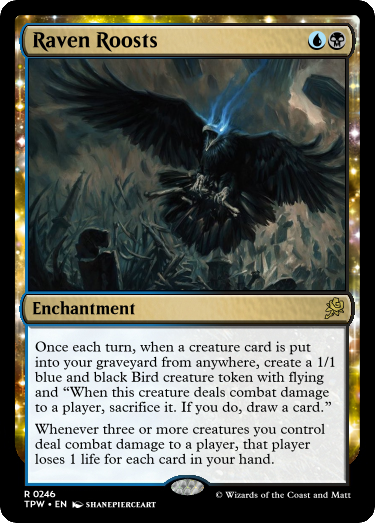 Raven Roosts
Enchantment
Once each turn, when a creature card is put
into your graveyard from anywhere, create a 1/1
blue and black Bird creature token with flying
and “When this creature deals combat damage
to a player, sacrifice it. If you do, draw a card.”
Whenever three or more creatures you control
deal combat damage to a player, that player
loses 1 life for each card in your hand.
R 0246
TPW • EN SHANEPIERCEART
© Wizards of the Coast and Matt